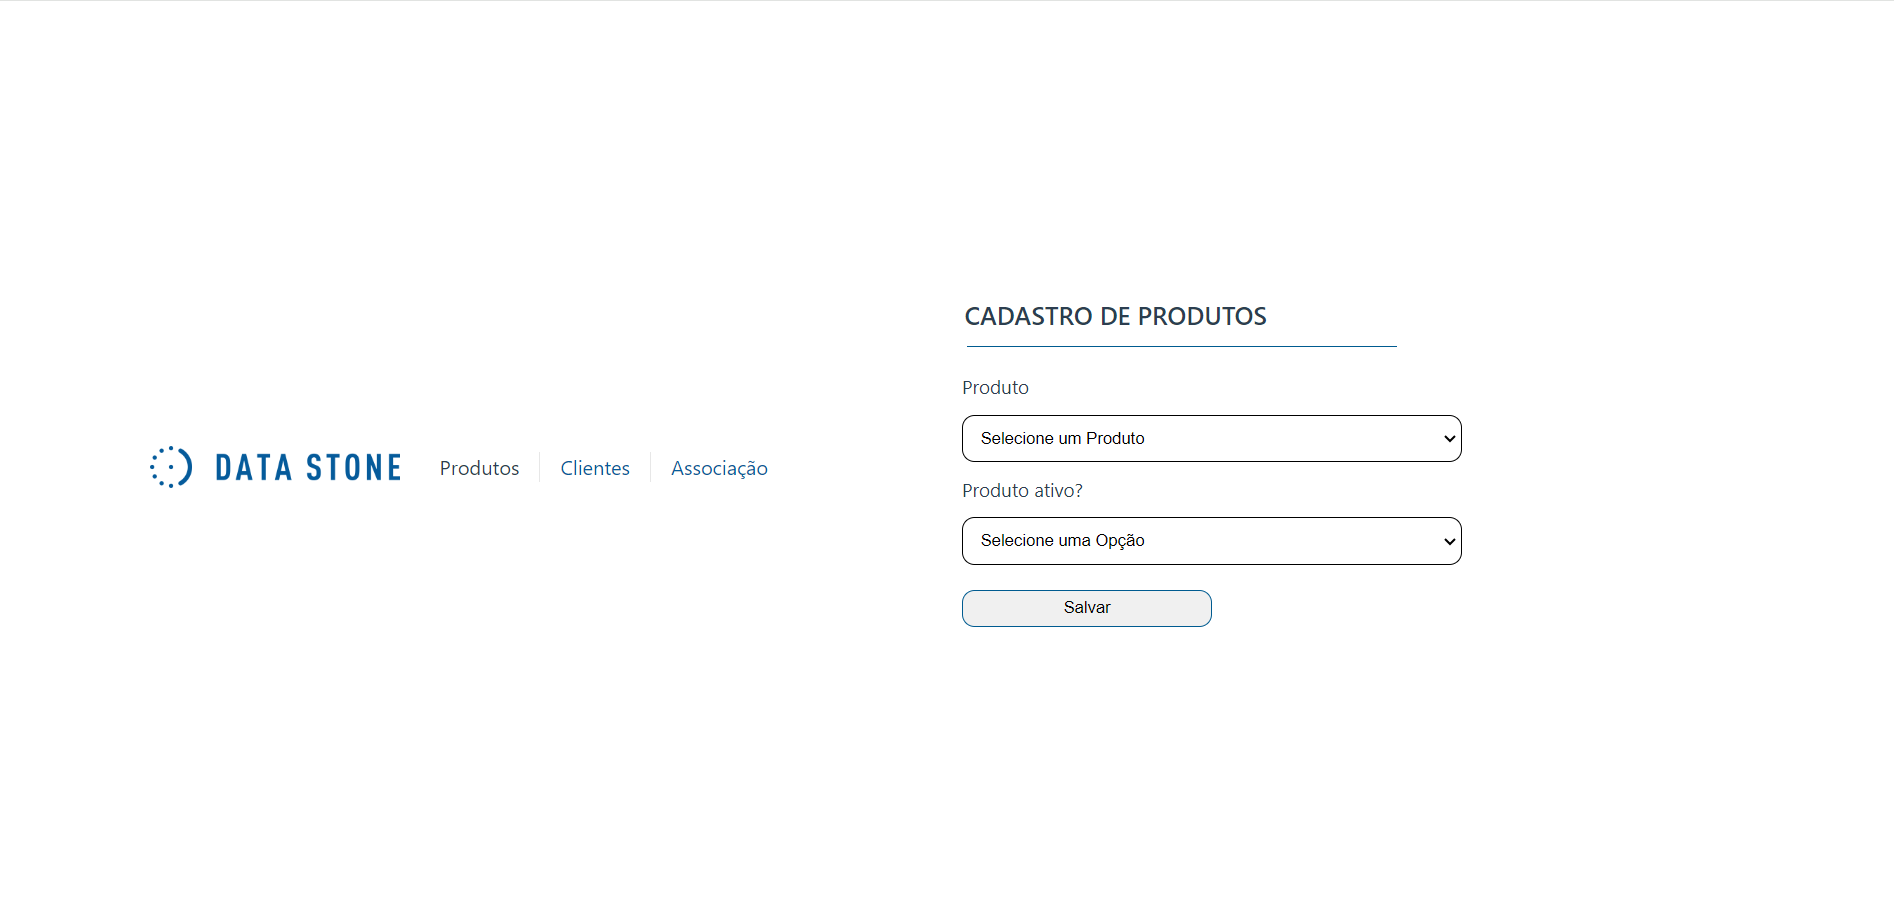 DATA STONE
Produtos
Clientes
Associação
CADASTRO DE PRODUTOS
Produto
Selecione um Produto
Produto ativo?
Selecione uma Opção
Salvar